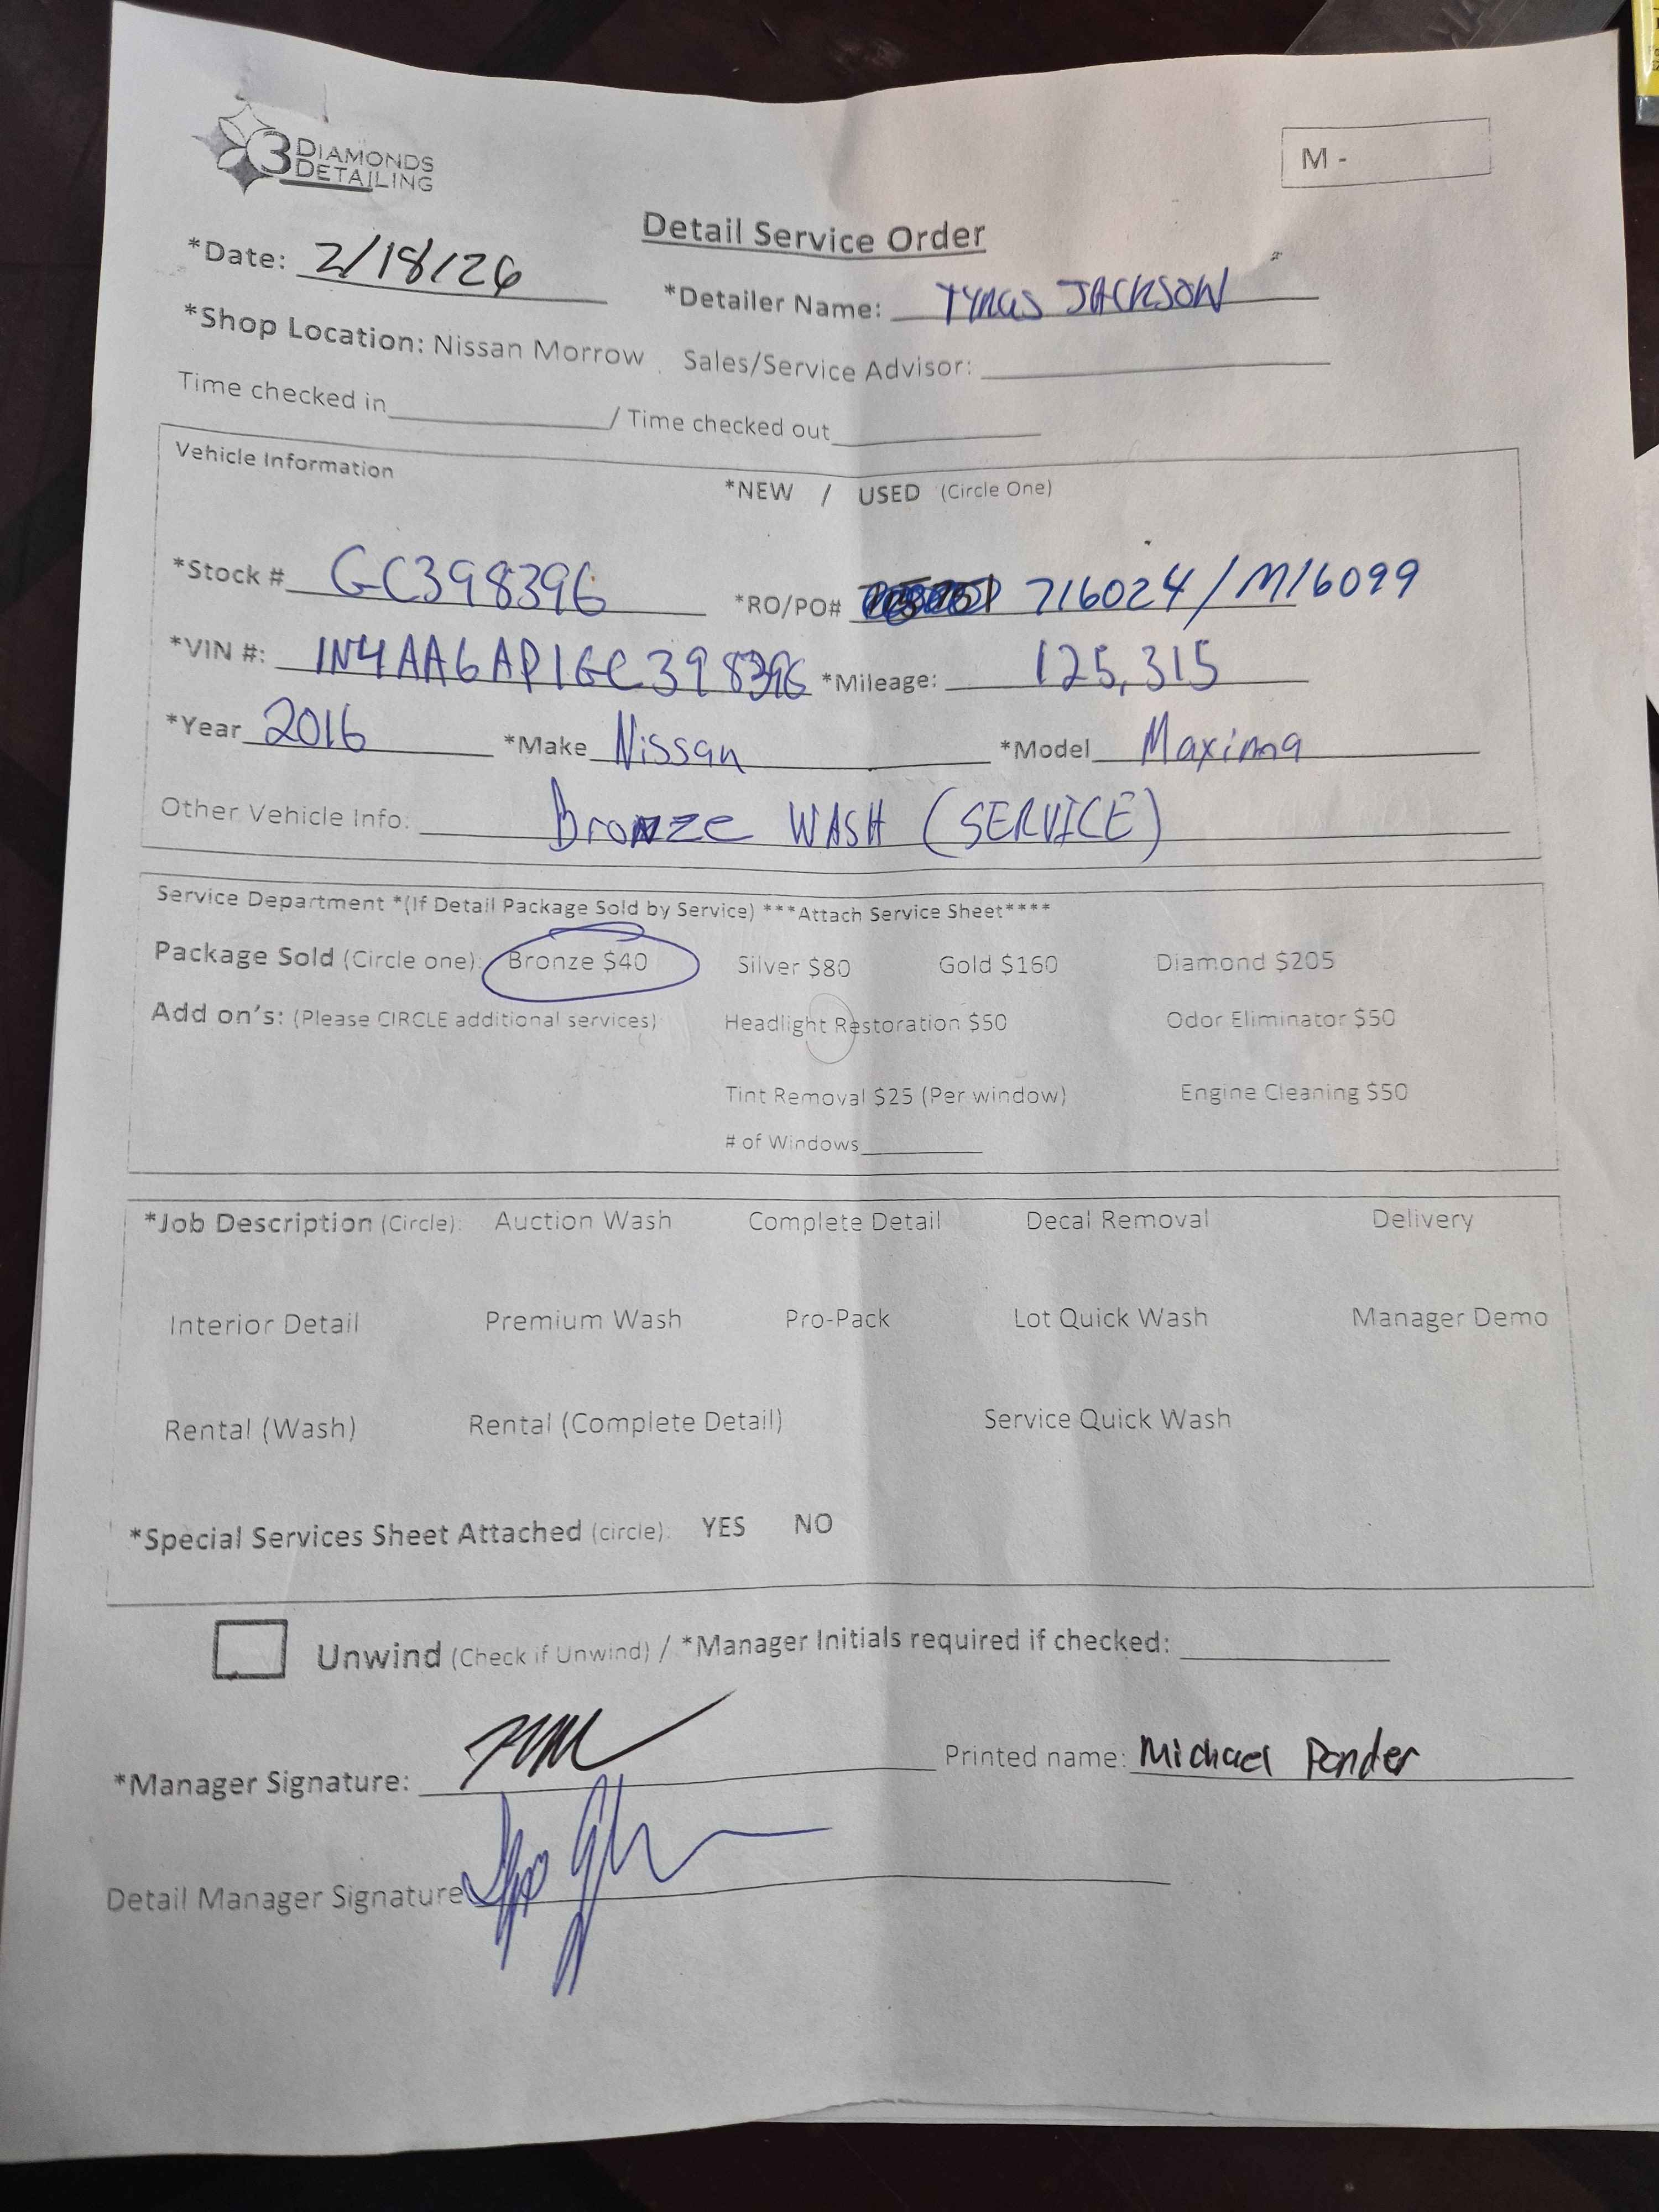 3 DIAMONDS DETAILING
M -
Detail Service Order
*Date: 2/18/26 *Detailer Name: TYRUS JACKSON
*Shop Location: Nissan Morrow Sales/Service Advisor:
Time checked in / Time checked out
Vehicle Information
*NEW / USED (Circle One)
*Stock # GC398396 *RO/PO# 716024/M16099
*VIN #: 1N4AA6AP1GC398396 *Mileage: 125,315
*Year 2016 *Make Nissan *Model Maxima
Other Vehicle Info: Bronze WASH (SERVICE)
Service Department *(If Detail Package Sold by Service) ***Attach Service Sheet****
Package Sold (Circle one): Bronze $40 Silver $80 Gold $160 Diamond $205
Add on's: (Please CIRCLE additional services) Headlight Restoration $50 Odor Eliminator $50
Tint Removal $25 (Per window) Engine Cleaning $50
# of Windows
*Job Description (Circle): Auction Wash Complete Detail Decal Removal Delivery
Interior Detail Premium Wash Pro-Pack Lot Quick Wash Manager Demo
Rental (Wash) Rental (Complete Detail) Service Quick Wash
*Special Services Sheet Attached (circle): YES NO
Unwind (Check if Unwind) / *Manager Initials required if checked:
*Manager Signature: Printed name: Michael Ponder
Detail Manager Signature